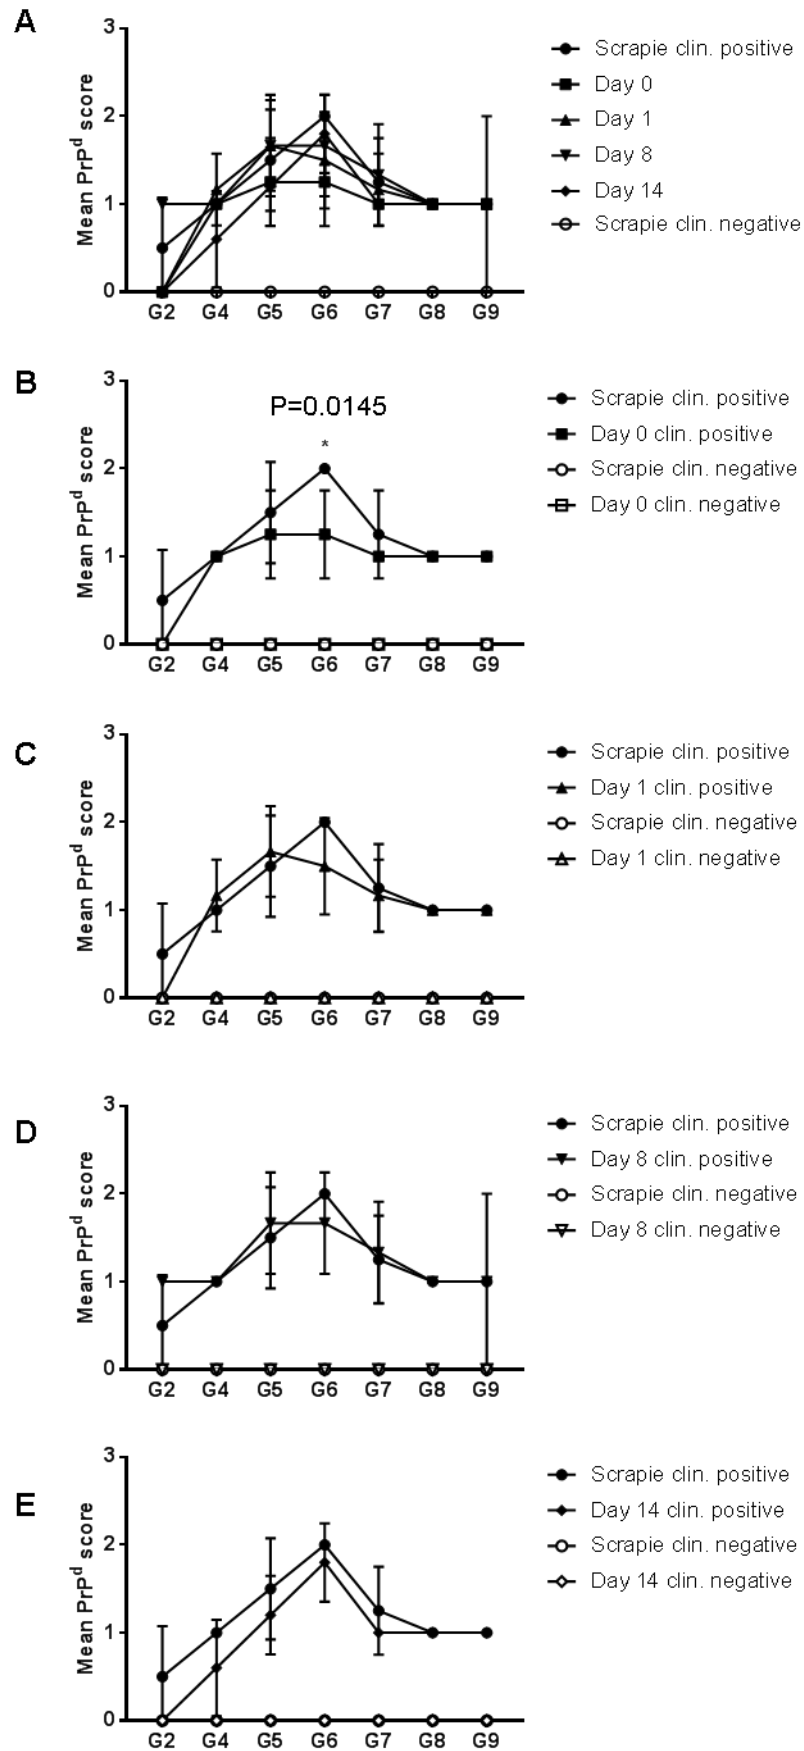 A
3
2
1
0
Mean PrPd score
G2 G4 G5 G6 G7 G8 G9
Scrapie clin. positive
Day 0
Day 1
Day 8
Day 14
Scrapie clin. negative
B
3
2
1
0
Mean PrPd score
P=0.0145
*
G2 G4 G5 G6 G7 G8 G9
Scrapie clin. positive
Day 0 clin. positive
Scrapie clin. negative
Day 0 clin. negative
C
3
2
1
0
Mean PrPd score
G2 G4 G5 G6 G7 G8 G9
Scrapie clin. positive
Day 1 clin. positive
Scrapie clin. negative
Day 1 clin. negative
D
3
2
1
0
Mean PrPd score
G2 G4 G5 G6 G7 G8 G9
Scrapie clin. positive
Day 8 clin. positive
Scrapie clin. negative
Day 8 clin. negative
E
3
2
1
0
Mean PrPd score
G2 G4 G5 G6 G7 G8 G9
Scrapie clin. positive
Day 14 clin. positive
Scrapie clin. negative
Day 14 clin. negative